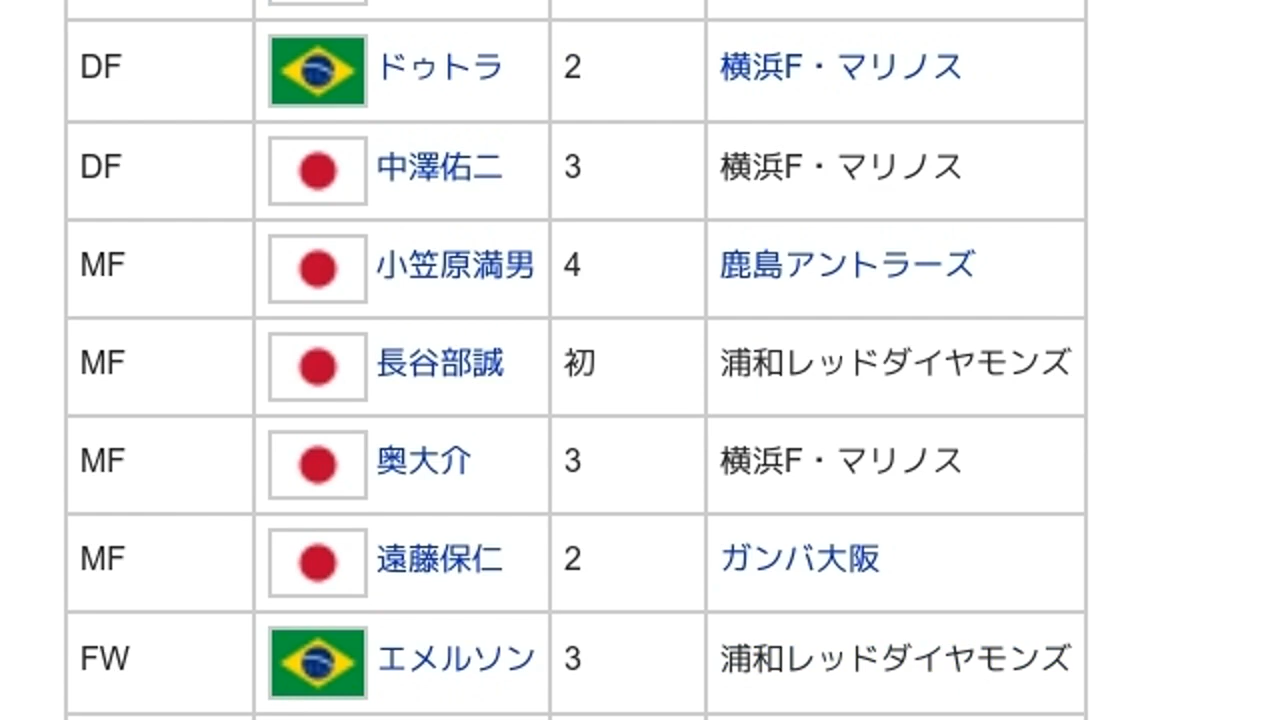 DF ドゥトラ 2 横浜F・マリノス
DF 中澤佑二 3 横浜F・マリノス
MF 小笠原満男 4 鹿島アントラーズ
MF 長谷部誠 初 浦和レッドダイヤモンズ
MF 奥大介 3 横浜F・マリノス
MF 遠藤保仁 2 ガンバ大阪
FW エメルソン 3 浦和レッドダイヤモンズ